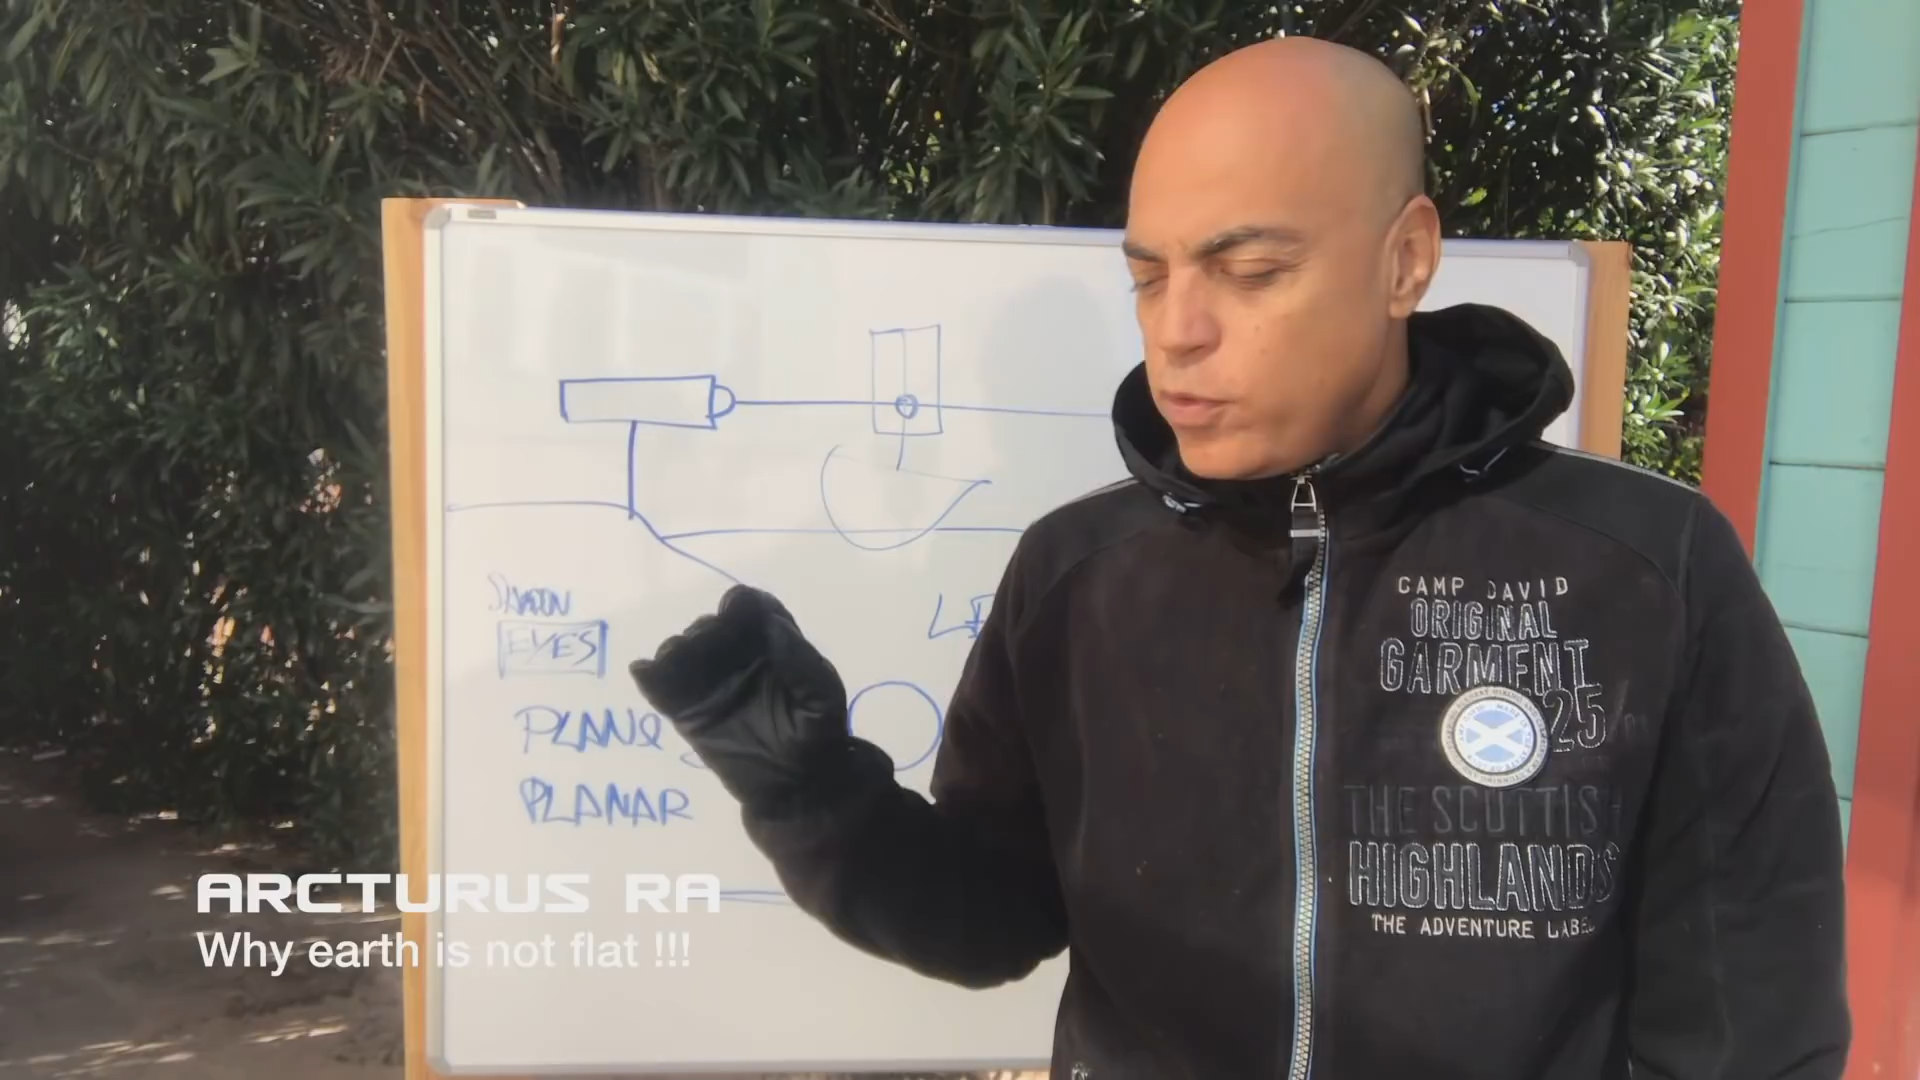 EYES
PLANE
PLANAR
CAMP DAVID
ORIGINAL
GARMENT
25
THE SCOTTISH
HIGHLANDS
THE ADVENTURE LABEL
ARCTURUS RA
Why earth is not flat !!!